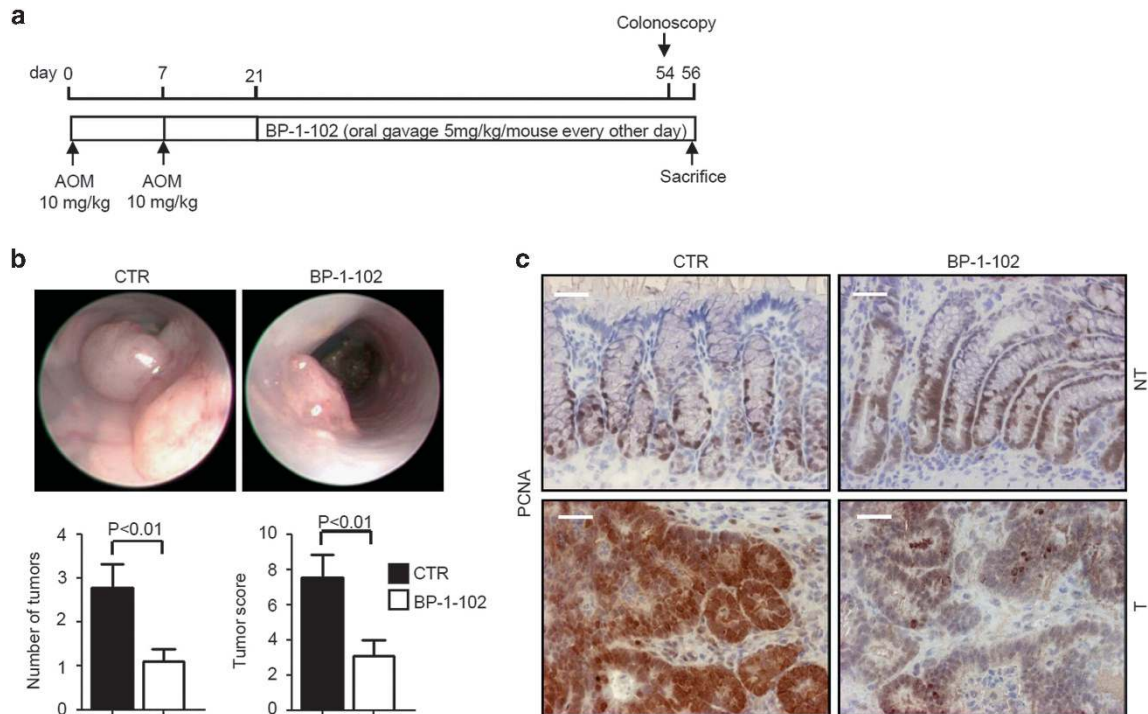 a
Colonoscopy
day 0 7 21 54 56
BP-1-102 (oral gavage 5mg/kg/mouse every other day)
AOM
10 mg/kg
AOM
10 mg/kg
Sacrifice
b
CTR
BP-1-102
P<0.01
Number of tumors
4
3
2
1
0
P<0.01
Tumor score
10
8
6
4
2
0
CTR
BP-1-102
c
CTR
BP-1-102
PCNA
NT
T